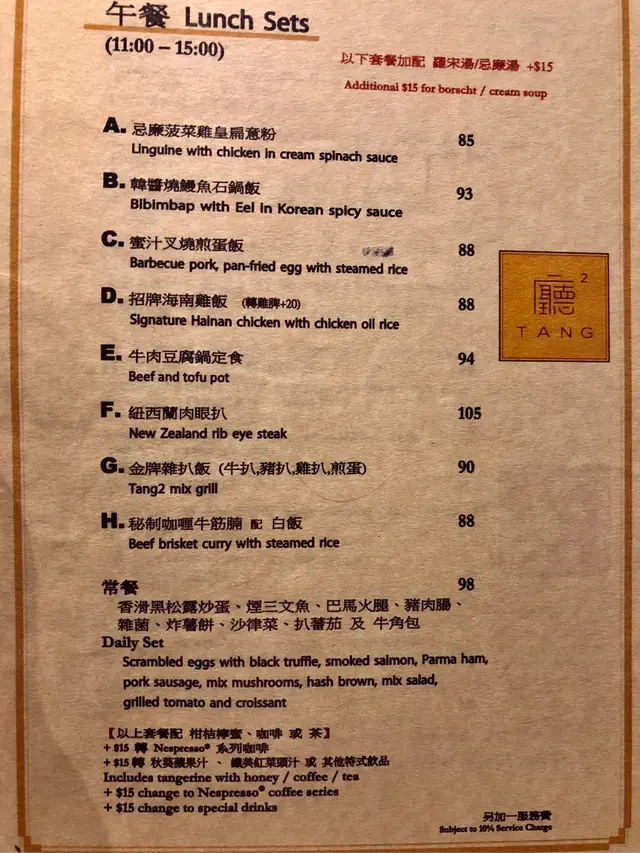 午餐 Lunch Sets
(11:00 – 15:00)
以下套餐加配 羅宋湯/忌廉湯 +$15
Additional $15 for borscht / cream soup
A. 忌廉菠菜雞皇扁意粉 85
Linguine with chicken in cream spinach sauce
B. 韓醬燒鰻魚石鍋飯 93
Bibimbap with Eel in Korean spicy sauce
C. 蜜汁叉燒煎蛋飯 88
Barbecue pork, pan-fried egg with steamed rice
D. 招牌海南雞飯 (轉雞髀+20) 88
Signature Hainan chicken with chicken oil rice
廳2
TANG
E. 牛肉豆腐鍋定食 94
Beef and tofu pot
F. 紐西蘭肉眼扒 105
New Zealand rib eye steak
G. 金牌雜扒飯 (牛扒,豬扒,雞扒,煎蛋) 90
Tang2 mix grill
H. 秘制咖喱牛筋腩 配 白飯 88
Beef brisket curry with steamed rice
常餐 98
香滑黑松露炒蛋、煙三文魚、巴馬火腿、豬肉腸、
雜菌、炸薯餅、沙律菜、扒蕃茄 及 牛角包
Daily Set
Scrambled eggs with black truffle, smoked salmon, Parma ham,
pork sausage, mix mushrooms, hash brown, mix salad,
grilled tomato and croissant
【以上套餐配 柑桔檸蜜、咖啡 或 茶】
+ $15 轉 Nespresso® 系列咖啡
+ $15 轉 秋葵蘋果汁 、 纖美紅菜頭汁 或 其他特式飲品
Includes tangerine with honey / coffee / tea
+ $15 change to Nespresso® coffee series
+ $15 change to special drinks
另加一服務費
Subject to 10% Service Charge